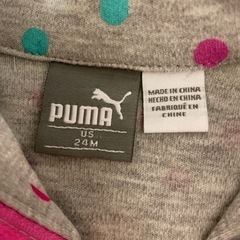 PUMA
US
24M
MADE IN CHINA
HECHO EN CHINA
FABRIQUÉ EN
CHINE